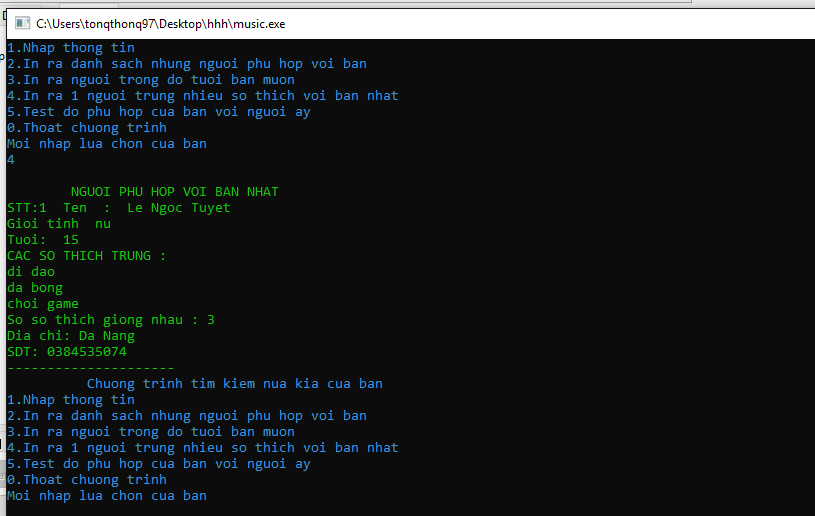 C:\Users\tonqthonq97\Desktop\hhh\music.exe
1.Nhap thong tin
2.In ra danh sach nhung nguoi phu hop voi ban
3.In ra nguoi trong do tuoi ban muon
4.In ra 1 nguoi trung nhieu so thich voi ban nhat
5.Test do phu hop cua ban voi nguoi ay
0.Thoat chuong trinh
Moi nhap lua chon cua ban
4
NGUOI PHU HOP VOI BAN NHAT
STT:1  Ten  :  Le Ngoc Tuyet
Gioi tinh  nu
Tuoi:  15
CAC SO THICH TRUNG :
di dao
da bong
choi game
So so thich giong nhau : 3
Dia chi: Da Nang
SDT: 0384535074
---------------------
Chuong trinh tim kiem nua kia cua ban
1.Nhap thong tin
2.In ra danh sach nhung nguoi phu hop voi ban
3.In ra nguoi trong do tuoi ban muon
4.In ra 1 nguoi trung nhieu so thich voi ban nhat
5.Test do phu hop cua ban voi nguoi ay
0.Thoat chuong trinh
Moi nhap lua chon cua ban